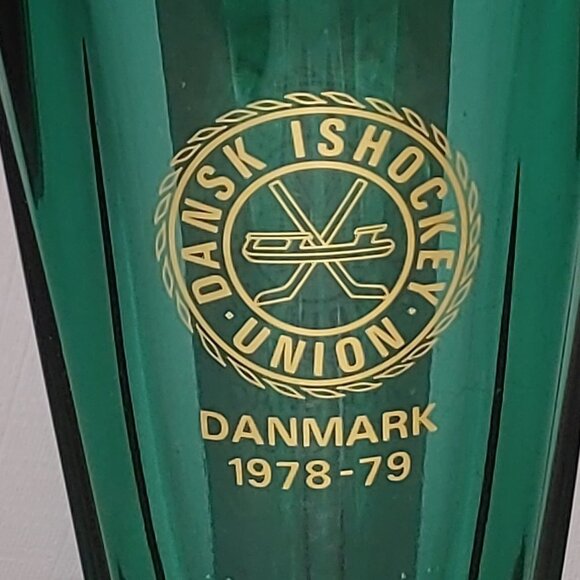 DANSK ISHOCKEY
· UNION ·
DANMARK
1978-79